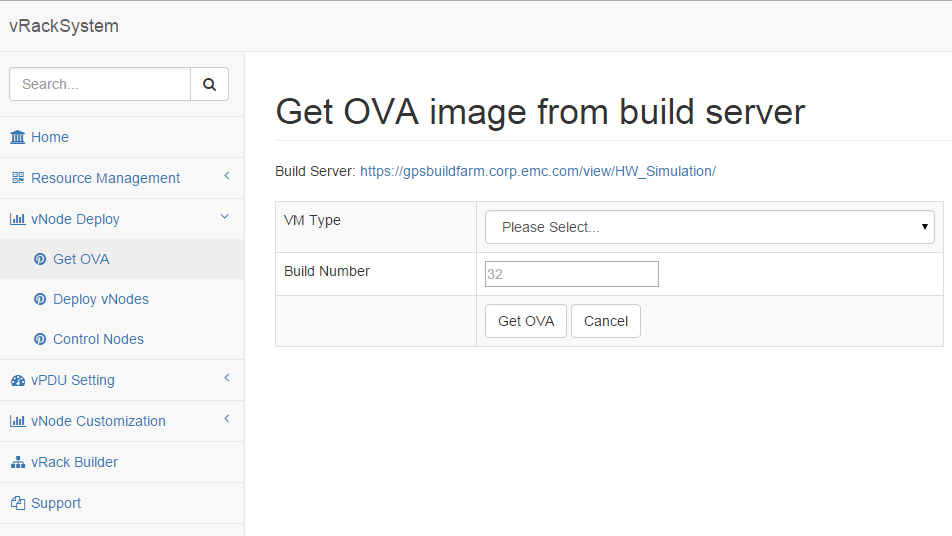 vRackSystem
Search...
Home
Resource Management
vNode Deploy
Get OVA
Deploy vNodes
Control Nodes
vPDU Setting
vNode Customization
vRack Builder
Support
Get OVA image from build server
Build Server: https://gpsbuildfarm.corp.emc.com/view/HW_Simulation/
VM Type
Please Select...
Build Number
32
Get OVA
Cancel